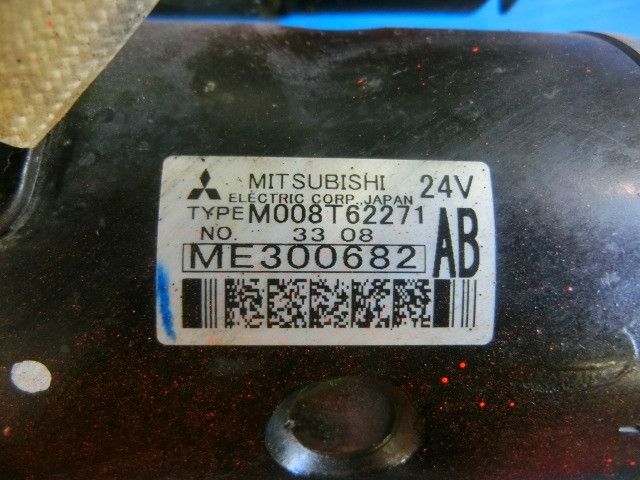 MITSUBISHI 24V
ELECTRIC CORP., JAPAN
TYPE M008T62271
NO. 33 08
ME300682 AB